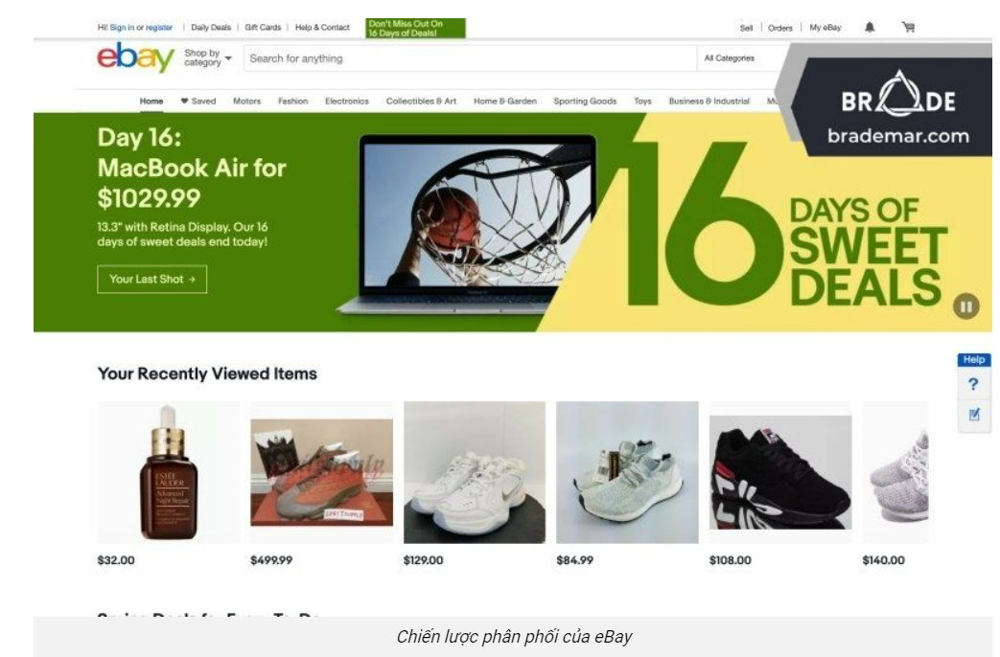 Hi! Sign in or register | Daily Deals | Gift Cards | Help & Contact
Don't Miss Out On
16 Days of Deals!
Sell | Orders | My eBay
ebay
Shop by
category
Search for anything
All Categories
BRADE
brademar.com
Home Saved Motors Fashion Electronics Collectibles & Art Home & Garden Sporting Goods Toys Business & Industrial
Day 16:
MacBook Air for
$1029.99
13.3" with Retina Display. Our 16
days of sweet deals end today!
Your Last Shot →
16
DAYS OF
SWEET
DEALS
Help
?
Your Recently Viewed Items
ESTĒE
LAUDER
Advanced
Night Repair
$32.00 $499.99 $129.00 $84.99 $108.00 $140.00
Chiến lược phân phối của eBay